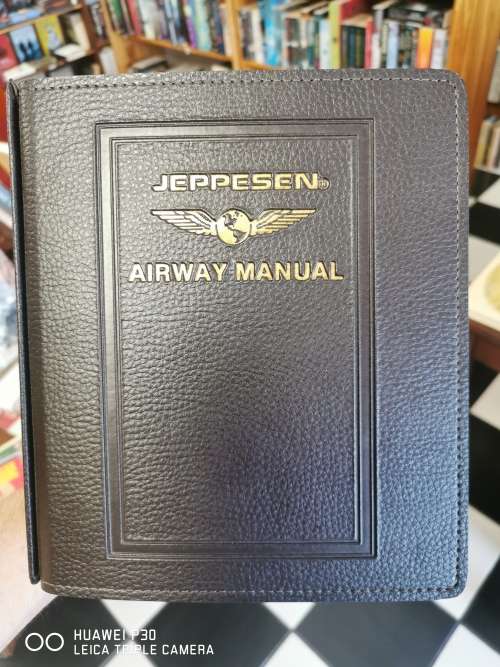 JEPPESEN®
AIRWAY MANUAL
HUAWEI P30
LEICA TRIPLE CAMERA